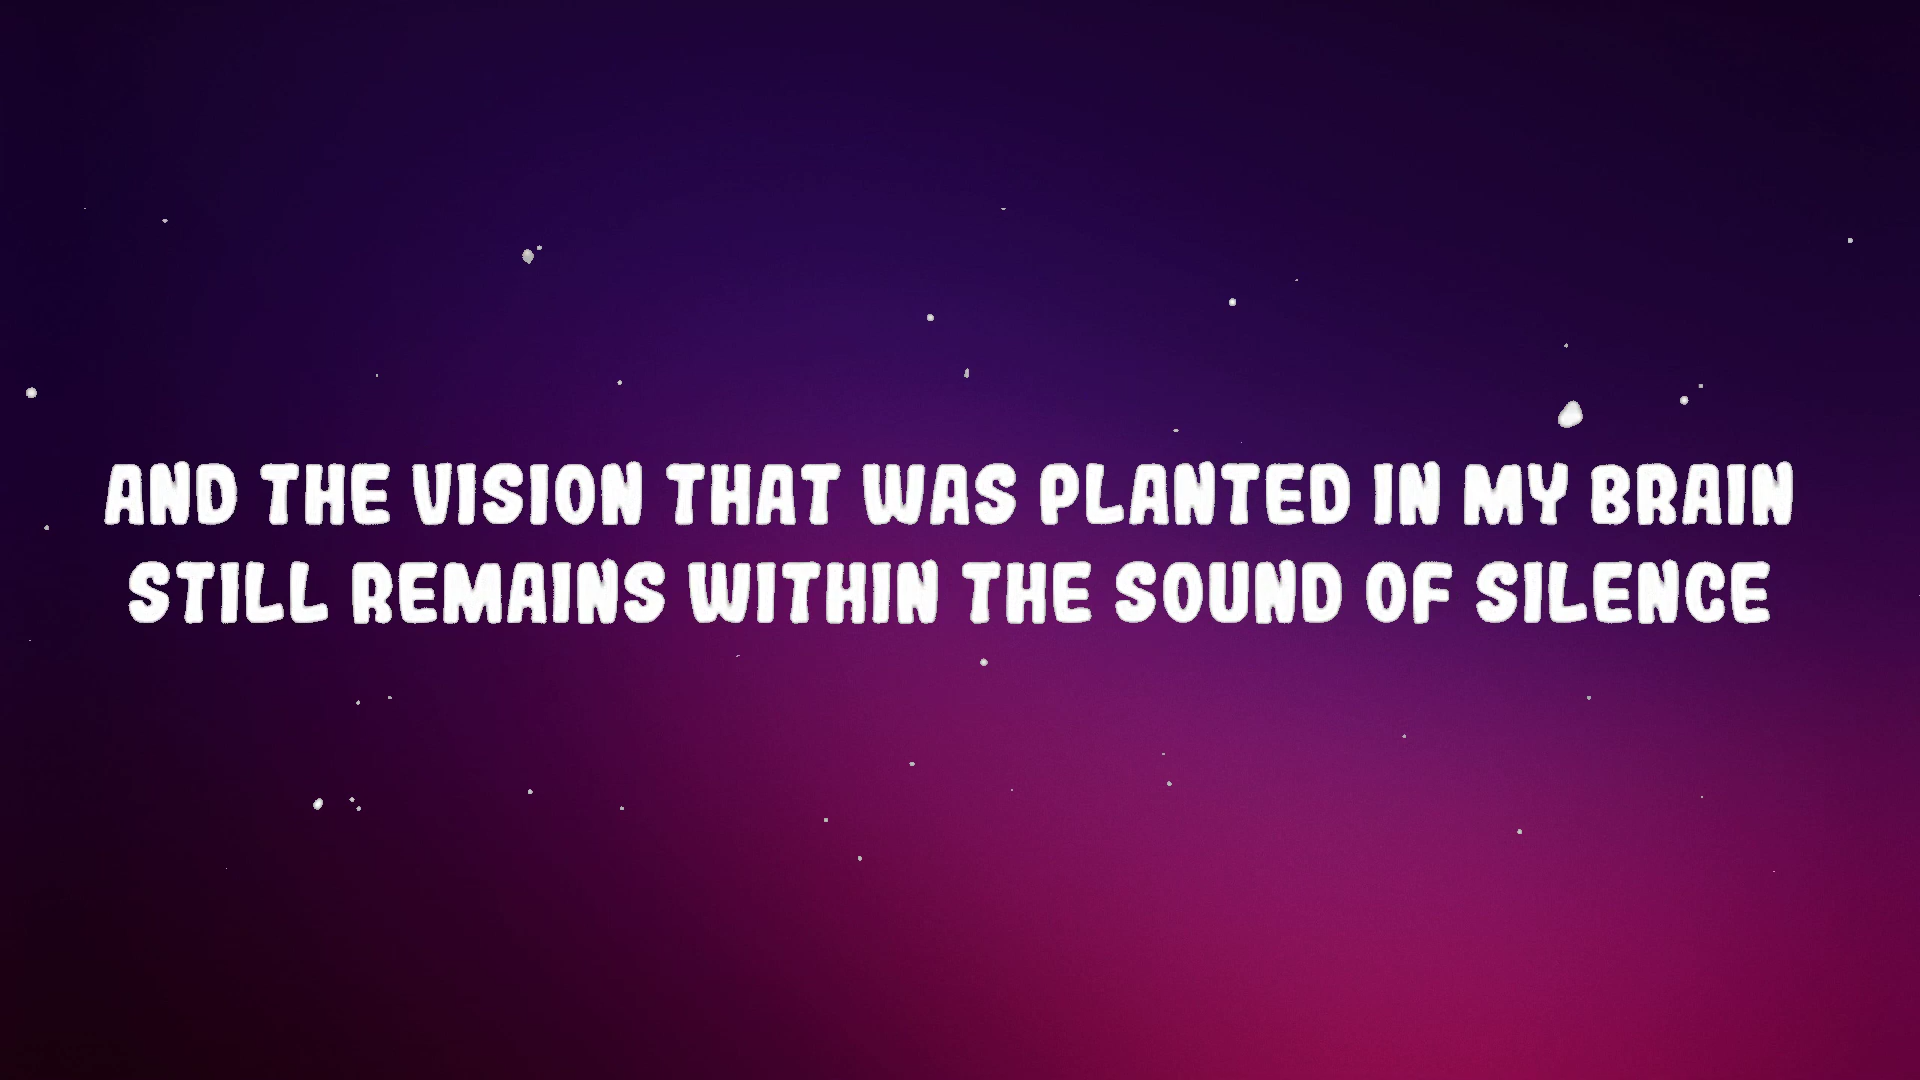 AND THE VISION THAT WAS PLANTED IN MY BRAIN
STILL REMAINS WITHIN THE SOUND OF SILENCE